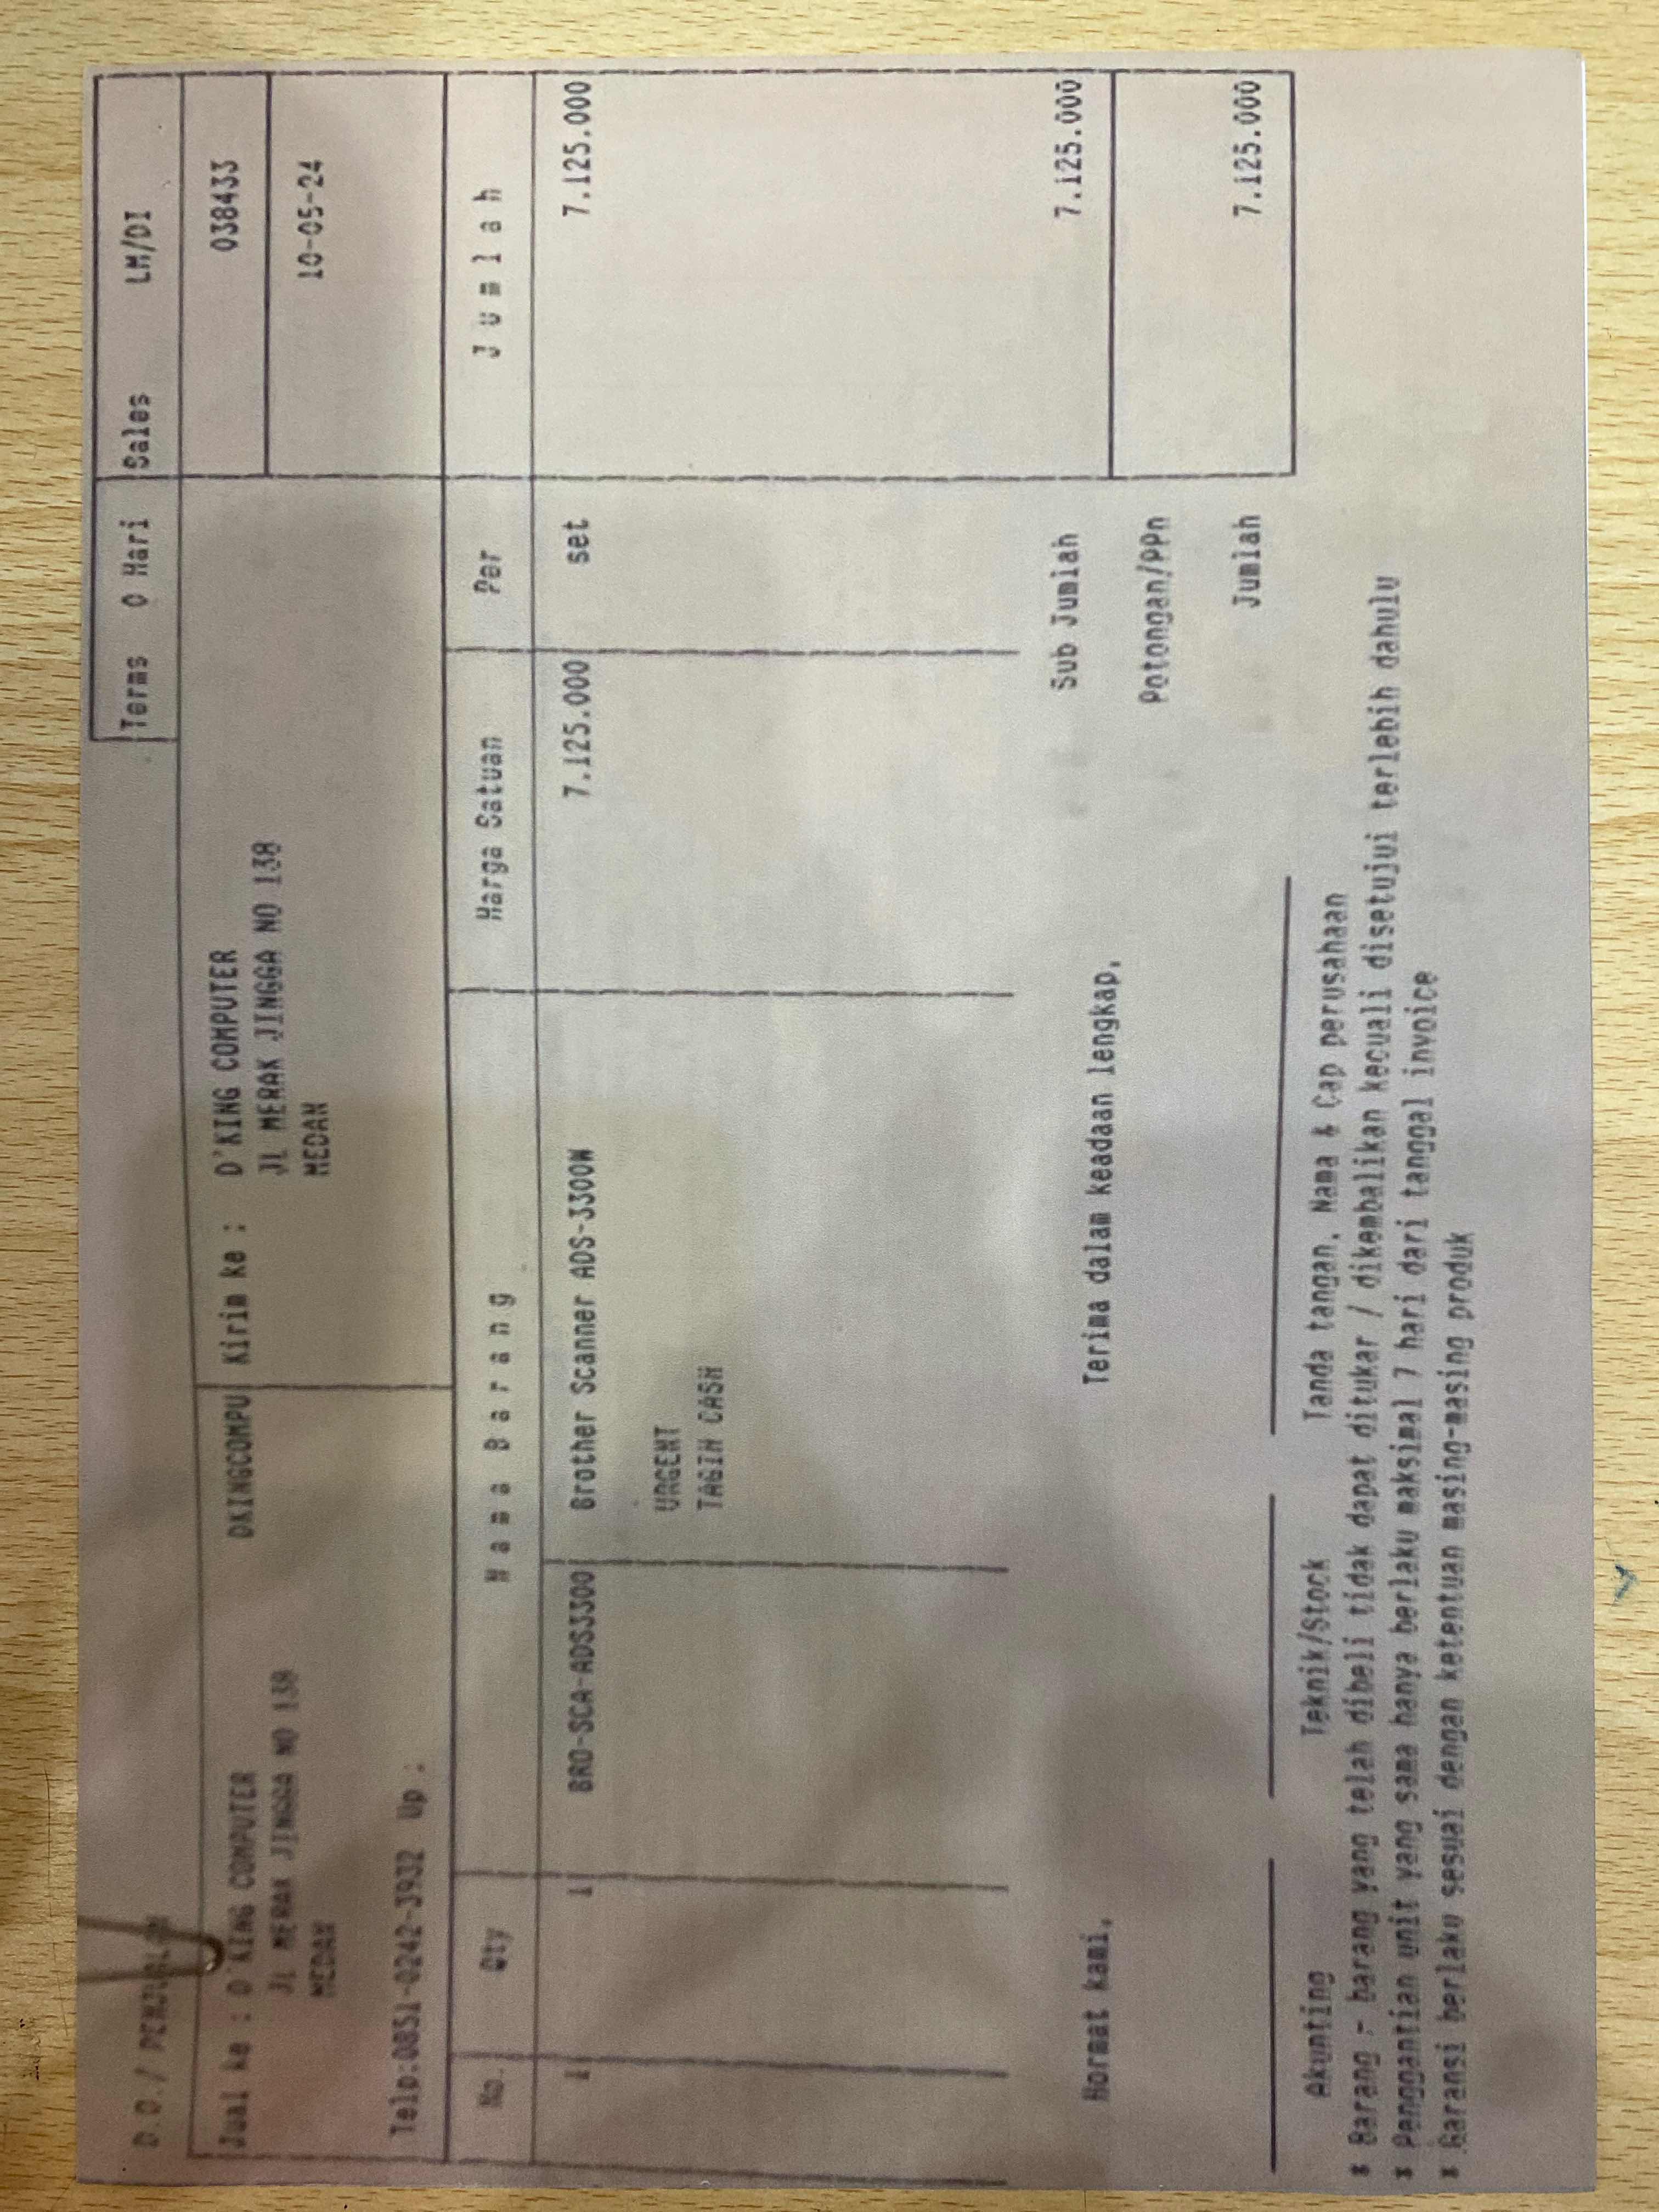 D.O./ PENJUALAN Terms 0 Hari Sales LM/DI
Jual ke : D'KING COMPUTER DKINGCOMPU Kirim ke : D'KING COMPUTER 038433
JL MERAK JINGGA NO 138 JL MERAK JINGGA NO 138
MEDAN MEDAN 10-05-24
Telp:0851-0242-3932 Up :
No. Qty Nama Barang Harga Satuan Per Jumlah
1 1 BRO-SCA-ADS3300 Brother Scanner ADS-3300W 7.125.000 set 7.125.000
URGENT
TAGIH CASH
Sub Jumlah 7.125.000
Hormat kami, Terima dalam keadaan lengkap,
Potongan/PPn
Jumlah 7.125.000
Akunting Teknik/Stock Tanda tangan, Nama & Cap perusahaan
* Barang - barang yang telah dibeli tidak dapat ditukar / dikembalikan kecuali disetujui terlebih dahulu
* Penggantian unit yang sama hanya berlaku maksimal 7 hari dari tanggal invoice
* Garansi berlaku sesuai dengan ketentuan masing-masing produk